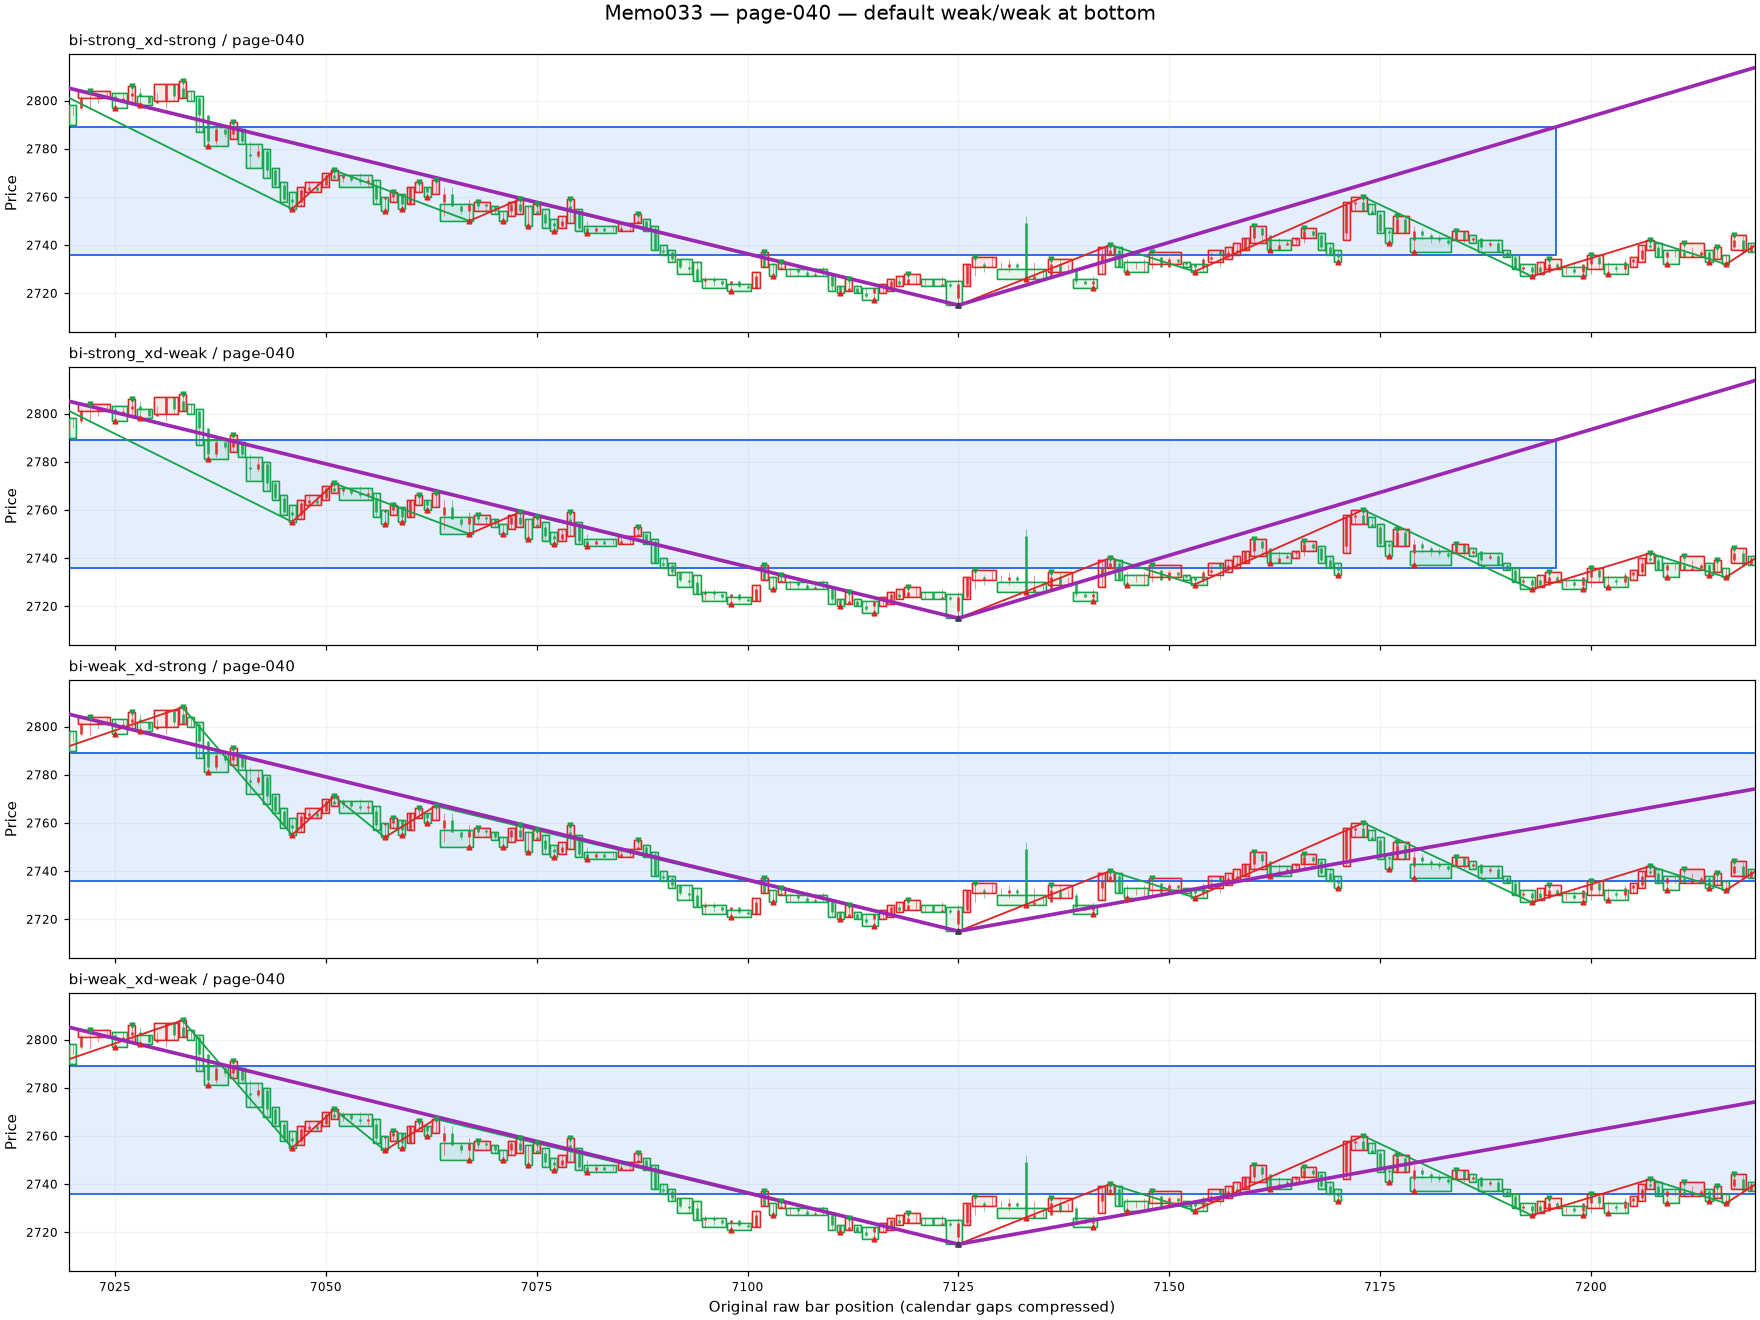 Memo033 — page-040 — default weak/weak at bottom
bi-strong_xd-strong / page-040
Price
2800
2780
2760
2740
2720
bi-strong_xd-weak / page-040
Price
2800
2780
2760
2740
2720
bi-weak_xd-strong / page-040
Price
2800
2780
2760
2740
2720
bi-weak_xd-weak / page-040
Price
2800
2780
2760
2740
2720
7025 7050 7075 7100 7125 7150 7175 7200
Original raw bar position (calendar gaps compressed)